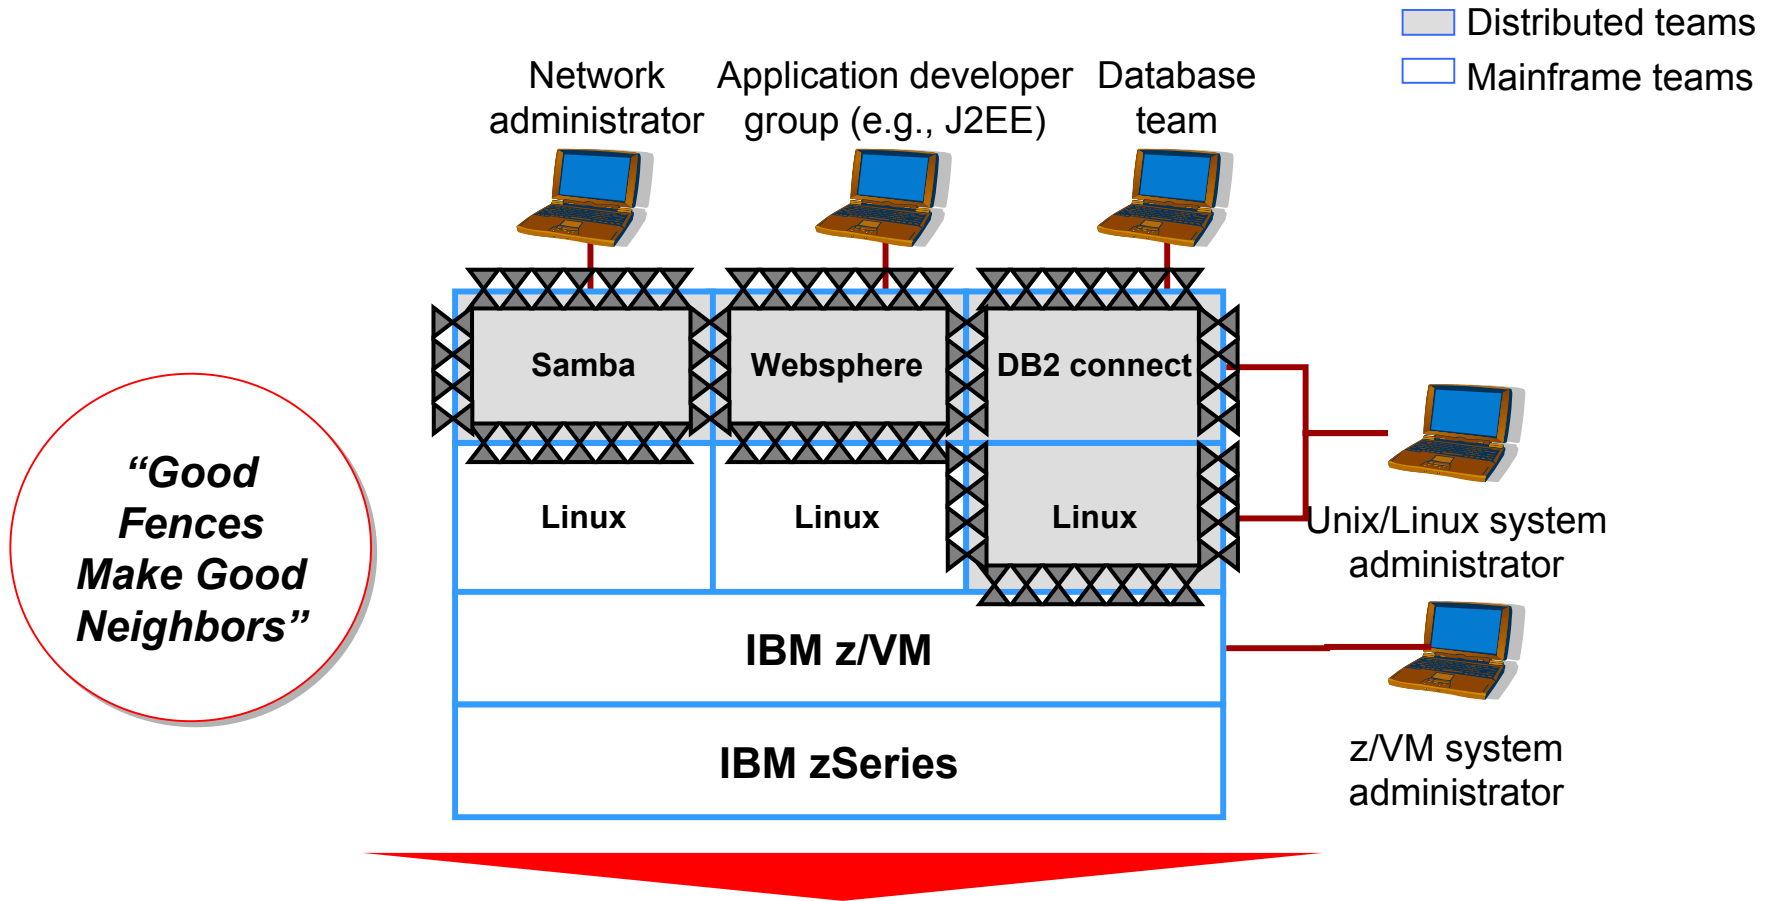 Distributed teams
Mainframe teams
Network
administrator
Application developer
group (e.g., J2EE)
Database
team
Samba
Websphere
DB2 connect
“Good
Fences
Make Good
Neighbors”
Linux
Linux
Linux
Unix/Linux system
administrator
IBM z/VM
IBM zSeries
z/VM system
administrator